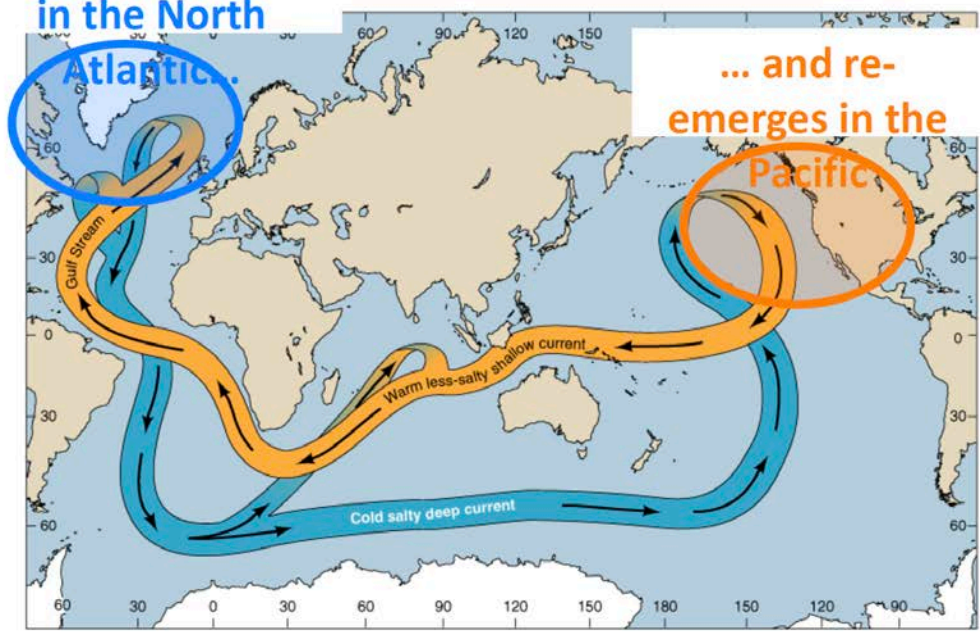 in the North
Atlantic...
... and re-
emerges in the
Pacific
30 60 90 120 150
60 60
30 30
0 0
30 30
60 60
Gulf Stream
Warm less-salty shallow current
Cold salty deep current
60 30 0 30 60 90 120 150 180 150 120 90